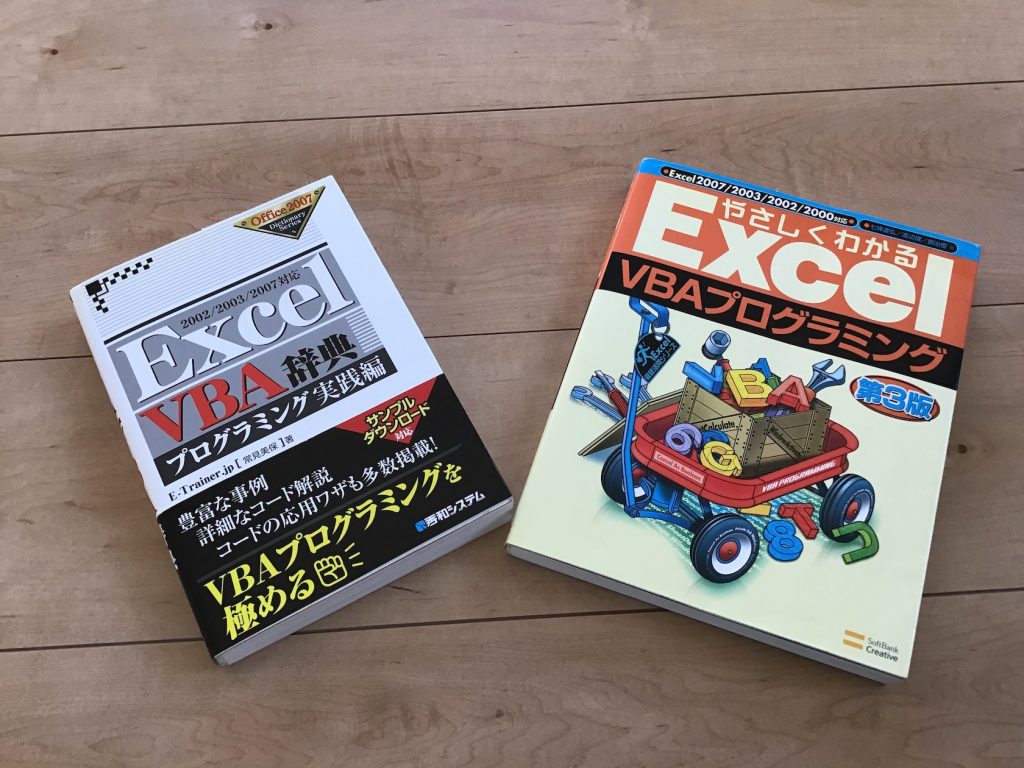 Office 2007
Dictionary
Series
2002/2003/2007対応
Excel
VBA辞典
プログラミング実践編
E-Trainer.jp [常見美保] 著
サンプル
ダウンロード
対応
豊富な事例
詳細なコード解説
コードの応用ワザも多数掲載!
VBAプログラミングを
極める
秀和システム
Excel 2007/2003/2002/2000対応
やさしくわかる
Excel
VBAプログラミング
第3版
Excel
VBA
Calculate
Cancel As Boolean
VBA PROGRAMMING
SoftBank
Creative